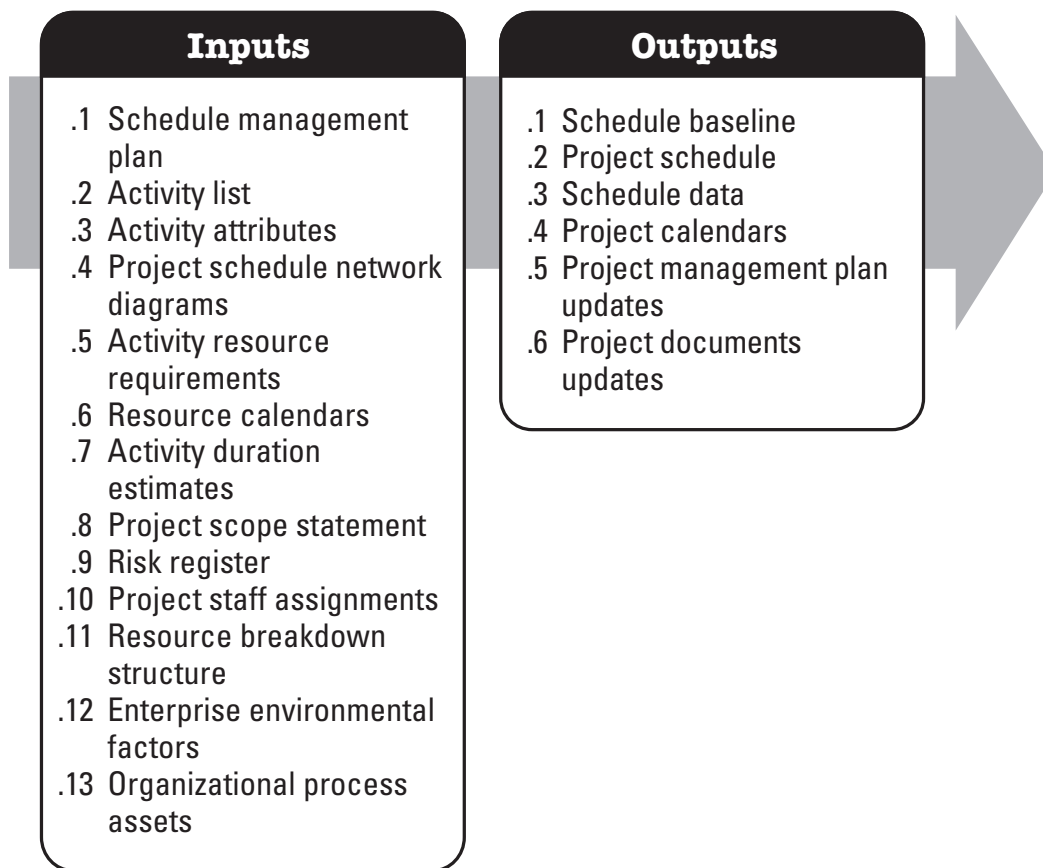 Inputs
.1 Schedule management
plan
.2 Activity list
.3 Activity attributes
.4 Project schedule network
diagrams
.5 Activity resource
requirements
.6 Resource calendars
.7 Activity duration
estimates
.8 Project scope statement
.9 Risk register
.10 Project staff assignments
.11 Resource breakdown
structure
.12 Enterprise environmental
factors
.13 Organizational process
assets
Outputs
.1 Schedule baseline
.2 Project schedule
.3 Schedule data
.4 Project calendars
.5 Project management plan
updates
.6 Project documents
updates